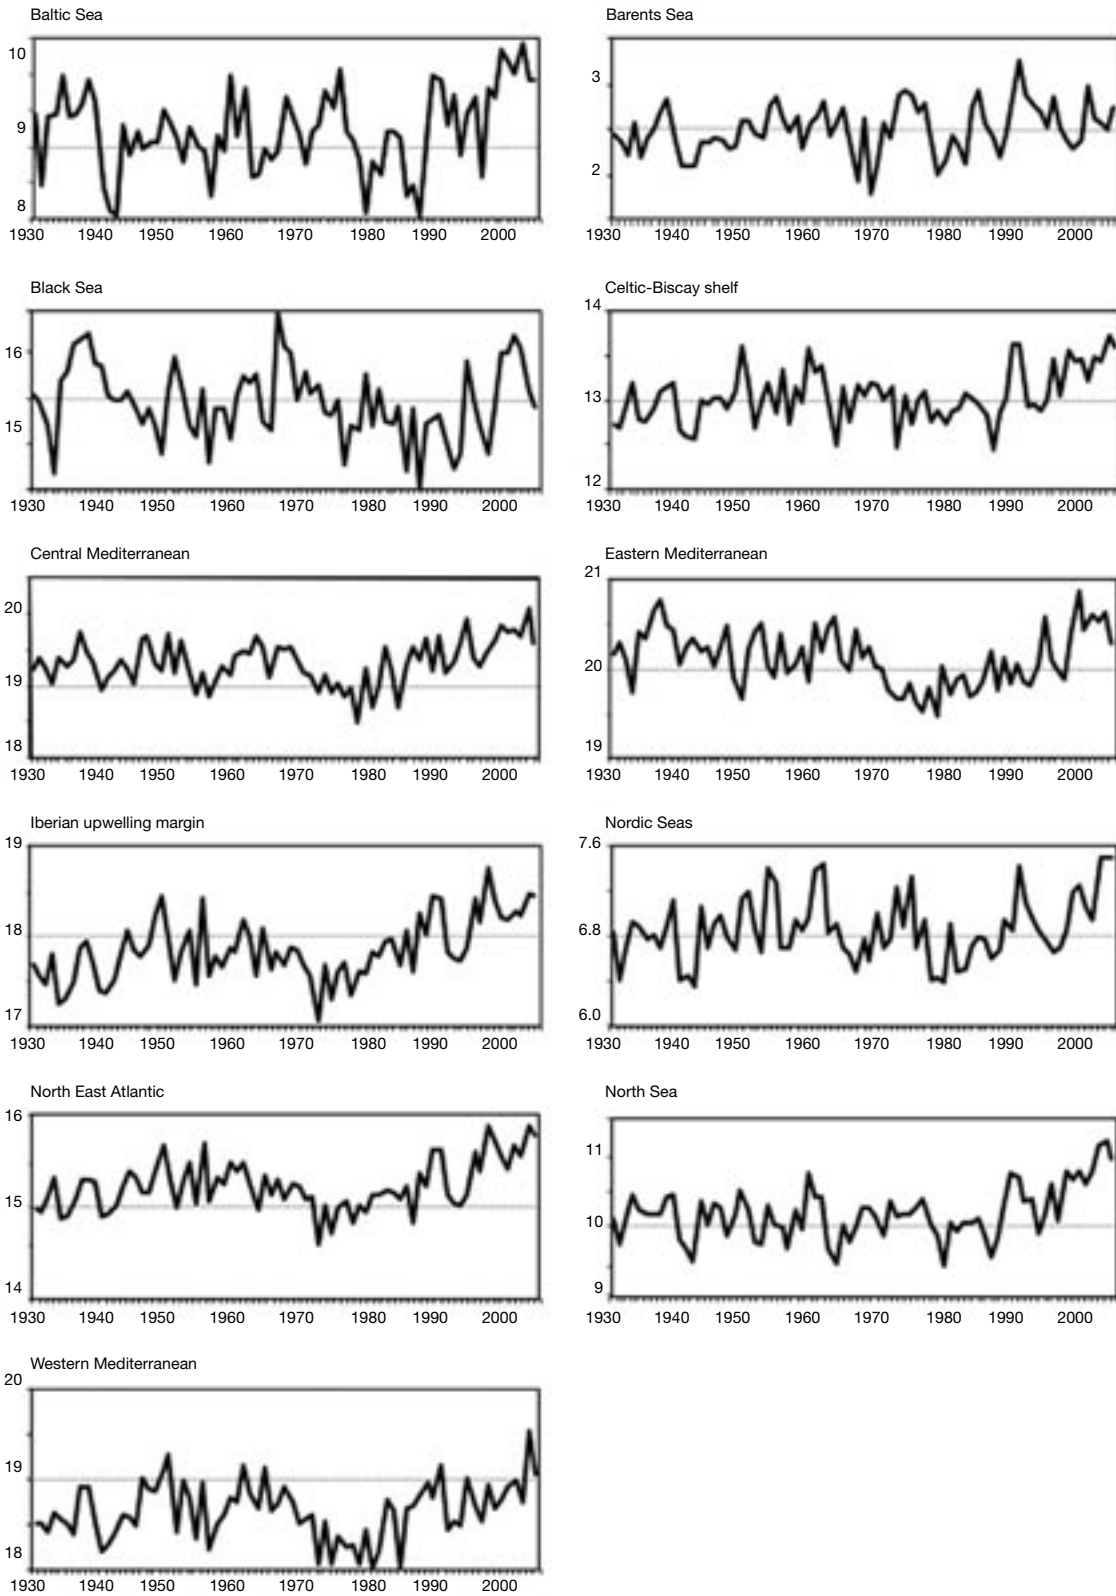 Baltic Sea
10
9
8
1930 1940 1950 1960 1970 1980 1990 2000
Barents Sea
3
2
1930 1940 1950 1960 1970 1980 1990 2000
Black Sea
16
15
1930 1940 1950 1960 1970 1980 1990 2000
Celtic-Biscay shelf
14
13
12
1930 1940 1950 1960 1970 1980 1990 2000
Central Mediterranean
20
19
18
1930 1940 1950 1960 1970 1980 1990 2000
Eastern Mediterranean
21
20
19
1930 1940 1950 1960 1970 1980 1990 2000
Iberian upwelling margin
19
18
17
1930 1940 1950 1960 1970 1980 1990 2000
Nordic Seas
7.6
6.8
6.0
1930 1940 1950 1960 1970 1980 1990 2000
North East Atlantic
16
15
14
1930 1940 1950 1960 1970 1980 1990 2000
North Sea
11
10
9
1930 1940 1950 1960 1970 1980 1990 2000
Western Mediterranean
20
19
18
1930 1940 1950 1960 1970 1980 1990 2000